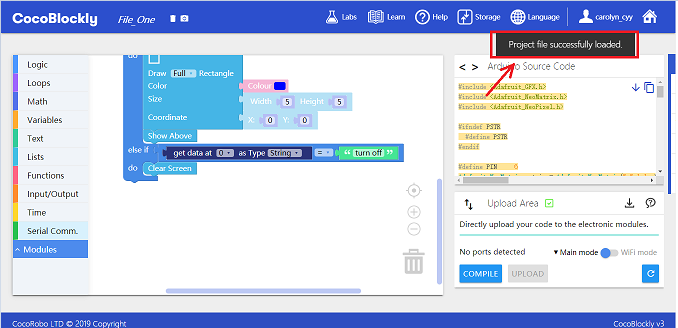 CocoBlockly
File_One
Labs
Learn
Help
Storage
Language
carolyn_cyy
Project file successfully loaded.
Logic
Loops
Math
Variables
Text
Lists
Functions
Input/Output
Time
Serial Comm.
Modules
do
Draw Full Rectangle
Color Colour
Size Width 5 Height 5
Coordinate X: 0 Y: 0
Show Above
else if get data at 0 as Type String = “ turn off ”
do Clear Screen
< > Arduino Source Code
#include <Adafruit_GFX.h>
#include <Adafruit_NeoMatrix.h>
#include <Adafruit_NeoPixel.h>
#ifndef PSTR
#define PSTR
#endif
#define PIN 6
Upload Area
Directly upload your code to the electronic modules.
No ports detected
Main mode
WiFi mode
COMPILE
UPLOAD
CocoRobo LTD © 2019 Copyright
CocoBlockly v3